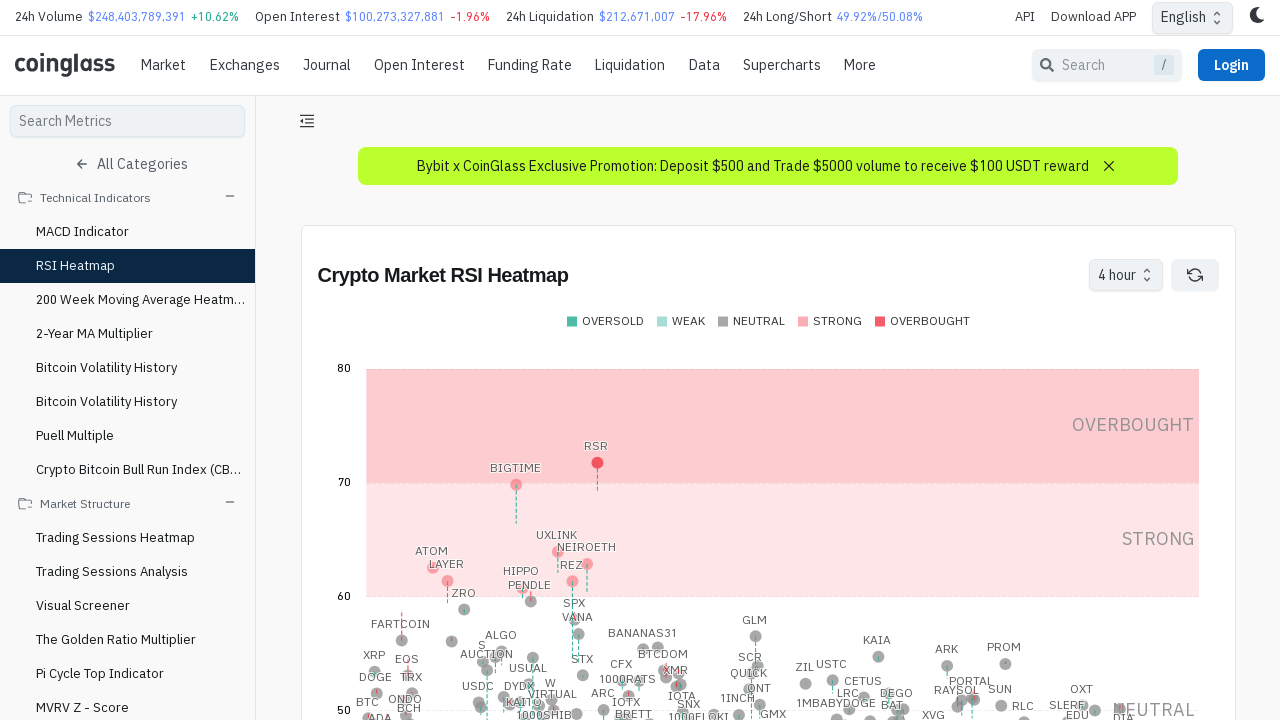 24h Volume $248,403,789,391 +10.62% Open Interest $100,273,327,881 -1.96% 24h Liquidation $212,671,007 -17.96% 24h Long/Short 49.92%/50.08% API Download APP English
coinglass Market Exchanges Journal Open Interest Funding Rate Liquidation Data Supercharts More Search / Login
Search Metrics
All Categories
Technical Indicators
MACD Indicator
RSI Heatmap
200 Week Moving Average Heatm...
2-Year MA Multiplier
Bitcoin Volatility History
Bitcoin Volatility History
Puell Multiple
Crypto Bitcoin Bull Run Index (CB...
Market Structure
Trading Sessions Heatmap
Trading Sessions Analysis
Visual Screener
The Golden Ratio Multiplier
Pi Cycle Top Indicator
MVRV Z - Score
Bybit x CoinGlass Exclusive Promotion: Deposit $500 and Trade $5000 volume to receive $100 USDT reward
Crypto Market RSI Heatmap
4 hour
OVERSOLD WEAK NEUTRAL STRONG OVERBOUGHT
80
OVERBOUGHT
RSR
BIGTIME
70
UXLINK
STRONG
NEIROETH
ATOM
LAYER
REZ
HIPPO
PENDLE
ZRO
60
SPX
VANA
FARTCOIN
GLM
BANANAS31
ALGO
KAIA
S
PROM
ARK
XRP
AUCTION
BTCDOM
EOS
STX
SCR
CFX
ZIL
USTC
USUAL
XMR
QUICK
DOGE
TRX
1000RATS
CETUS
PORTAL
USDC
DYDX
W
RAYSOL
SUN
OXT
VIRTUAL
ARC
IOTA
1INCH
LRC
DEGO
BTC
ONDO
BCH
KAITO
IOTX
SNX
1MBABYDOGE
BAT
RLC
SLERF
NEUTRAL
ADA
1000SHIB
BRETT
1000FLOKI
GMX
XVG
EDU